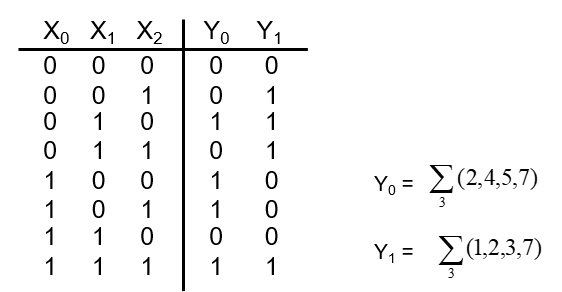 X₀ X₁ X₂ Y₀ Y₁
0 0 0 0 0
0 0 1 0 1
0 1 0 1 1
0 1 1 0 1
1 0 0 1 0
1 0 1 1 0
1 1 0 0 0
1 1 1 1 1
Y₀ = ∑₃(2,4,5,7)
Y₁ = ∑₃(1,2,3,7)